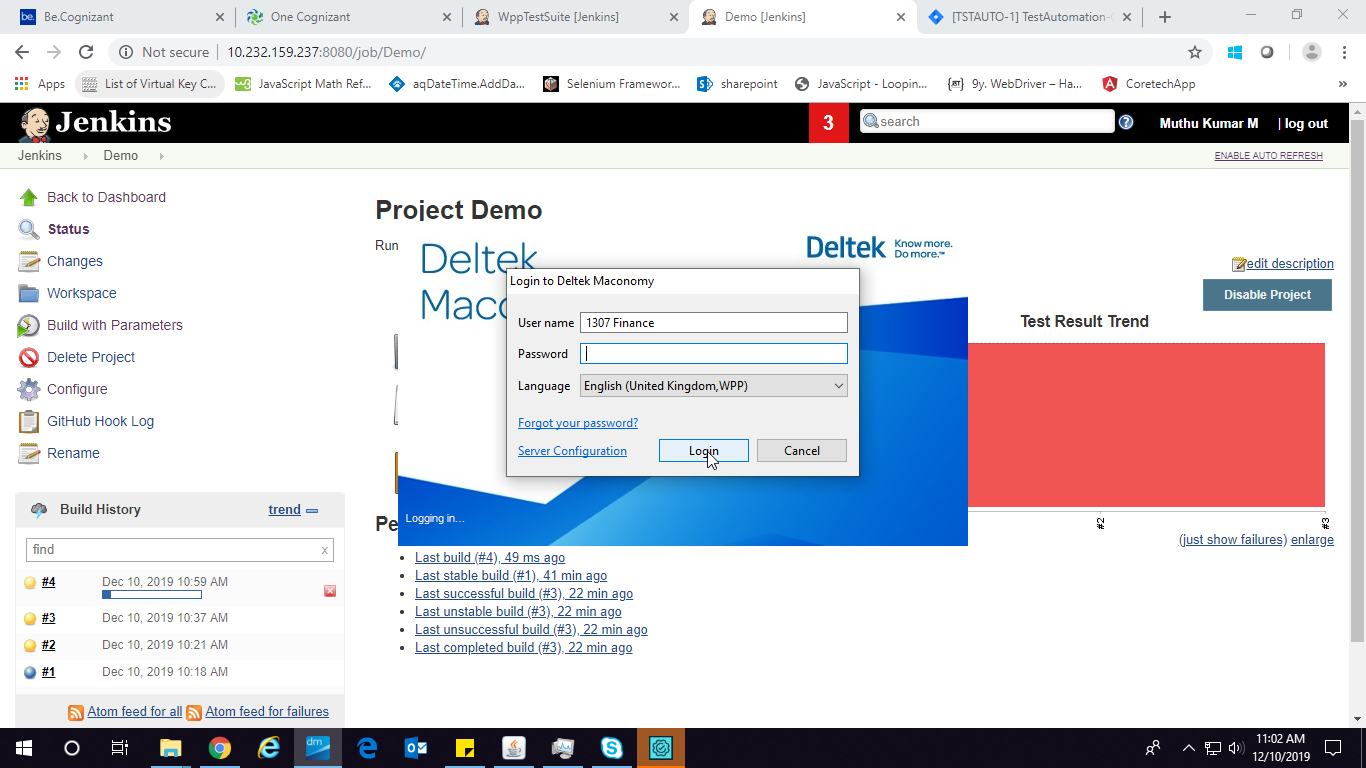 Be.Cognizant
One Cognizant
WppTestSuite [Jenkins]
Demo [Jenkins]
[TSTAUTO-1] TestAutomation-
Not secure
10.232.159.237:8080/job/Demo/
Apps
List of Virtual Key C...
JavaScript Math Ref...
aqDateTime.AddDa...
Selenium Framewor...
sharepoint
JavaScript - Loopin...
9y. WebDriver – Ha...
CoretechApp
Jenkins
3
search
Muthu Kumar M
| log out
Jenkins
Demo
ENABLE AUTO REFRESH
Back to Dashboard
Status
Changes
Workspace
Build with Parameters
Delete Project
Configure
GitHub Hook Log
Rename
Build History
trend
find
x
#4 Dec 10, 2019 10:59 AM
#3 Dec 10, 2019 10:37 AM
#2 Dec 10, 2019 10:21 AM
#1 Dec 10, 2019 10:18 AM
Atom feed for all
Atom feed for failures
Project Demo
Run
edit description
Disable Project
Deltek
Maco
Deltek
Know more.
Do more.™
Login to Deltek Maconomy
User name 1307 Finance
Password
Language English (United Kingdom,WPP)
Forgot your password?
Server Configuration
Login
Cancel
Logging in...
Test Result Trend
#2
#3
(just show failures) enlarge
Pe
Last build (#4), 49 ms ago
Last stable build (#1), 41 min ago
Last successful build (#3), 22 min ago
Last unstable build (#3), 22 min ago
Last unsuccessful build (#3), 22 min ago
Last completed build (#3), 22 min ago
dm
11:02 AM
12/10/2019